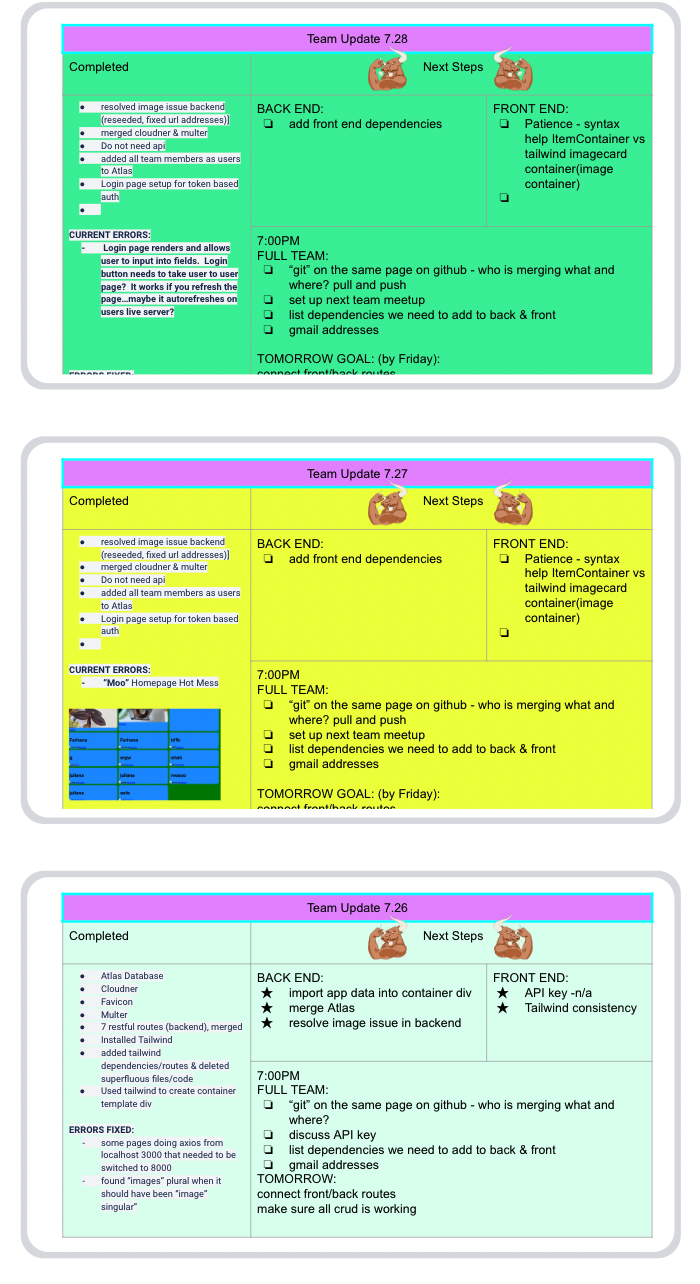 Team Update 7.28
Completed
Next Steps
● resolved image issue backend
(reseeded, fixed url addresses)]
● merged cloudner & multer
● Do not need api
● added all team members as users
to Atlas
● Login page setup for token based
auth
●
CURRENT ERRORS:
- Login page renders and allows
user to input into fields. Login
button needs to take user to user
page? It works if you refresh the
page...maybe it autorefreshes on
users live server?
ERRORS FIXED:
BACK END:
❏ add front end dependencies
FRONT END:
❏ Patience - syntax
help ItemContainer vs
tailwind imagecard
container(image
container)
❏
7:00PM
FULL TEAM:
❏ “git” on the same page on github - who is merging what and
where? pull and push
❏ set up next team meetup
❏ list dependencies we need to add to back & front
❏ gmail addresses
TOMORROW GOAL: (by Friday):
connect front/back routes
Team Update 7.27
Completed
Next Steps
● resolved image issue backend
(reseeded, fixed url addresses)]
● merged cloudner & multer
● Do not need api
● added all team members as users
to Atlas
● Login page setup for token based
auth
●
CURRENT ERRORS:
- “Moo” Homepage Hot Mess
Farhana
Farhana
juliana
juliana
juliana
BACK END:
❏ add front end dependencies
FRONT END:
❏ Patience - syntax
help ItemContainer vs
tailwind imagecard
container(image
container)
❏
7:00PM
FULL TEAM:
❏ “git” on the same page on github - who is merging what and
where? pull and push
❏ set up next team meetup
❏ list dependencies we need to add to back & front
❏ gmail addresses
TOMORROW GOAL: (by Friday):
connect front/back routes
Team Update 7.26
Completed
Next Steps
● Atlas Database
● Cloudner
● Favicon
● Multer
● 7 restful routes (backend), merged
● Installed Tailwind
● added tailwind
dependencies/routes & deleted
superfluous files/code
● Used tailwind to create container
template div
ERRORS FIXED:
- some pages doing axios from
localhost 3000 that needed to be
switched to 8000
- found “images” plural when it
should have been “image”
singular”
BACK END:
★ import app data into container div
★ merge Atlas
★ resolve image issue in backend
FRONT END:
★ API key -n/a
★ Tailwind consistency
7:00PM
FULL TEAM:
❏ “git” on the same page on github - who is merging what and
where?
❏ discuss API key
❏ list dependencies we need to add to back & front
❏ gmail addresses
TOMORROW:
connect front/back routes
make sure all crud is working